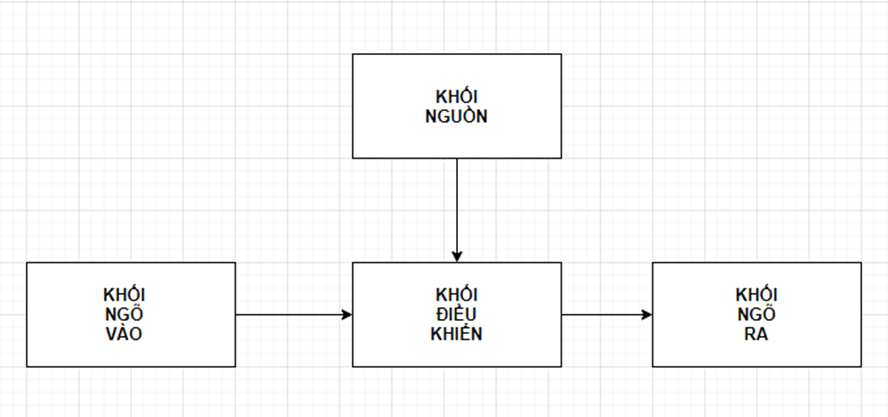 KHỐI
NGUỒN
KHỐI
NGÕ
VÀO
KHỐI
ĐIỀU
KHIỂN
KHỐI
NGÕ
RA